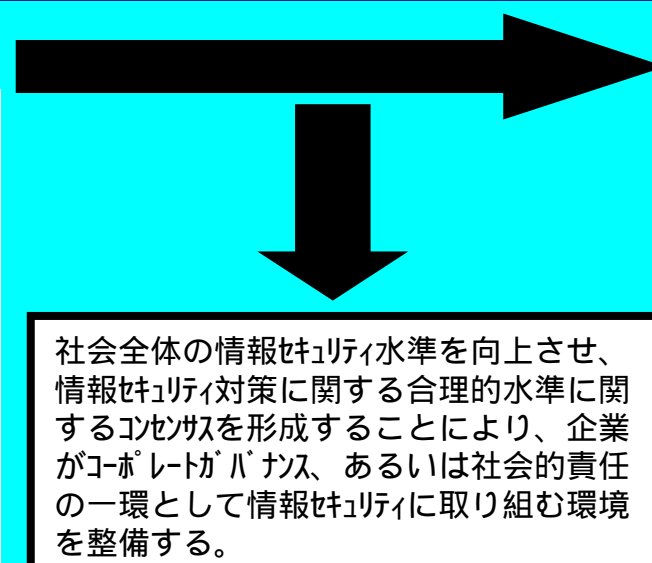 社会全体の情報ｾｷｭﾘﾃｨ水準を向上させ、
情報ｾｷｭﾘﾃｨ対策に関する合理的水準に関
するｺﾝｾﾝｻｽを形成することにより、企業
がｺｰﾎﾟﾚｰﾄｶﾞﾊﾞﾅﾝｽ、あるいは社会的責任
の一環として情報ｾｷｭﾘﾃｨに取り組む環境
を整備する。